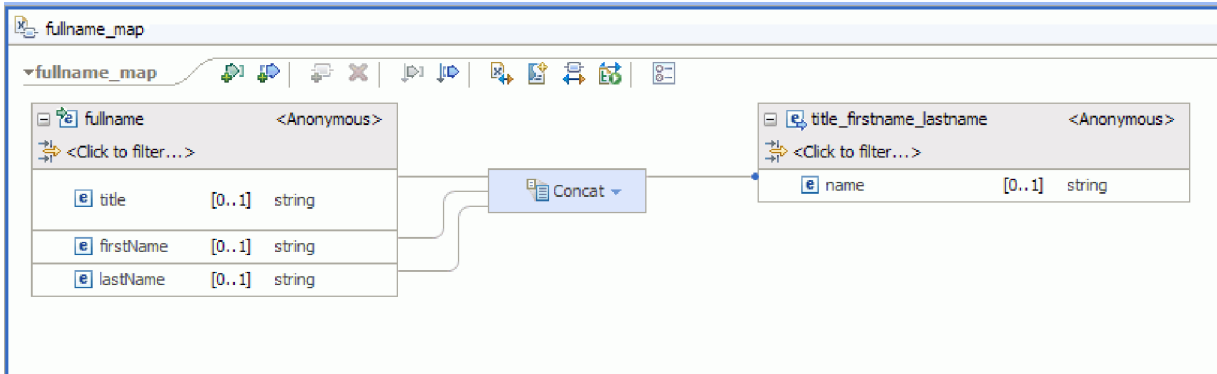 fullname_map
fullname_map
fullname <Anonymous>
<Click to filter...>
title [0..1] string
firstName [0..1] string
lastName [0..1] string
Concat
title_firstname_lastname <Anonymous>
<Click to filter...>
name [0..1] string